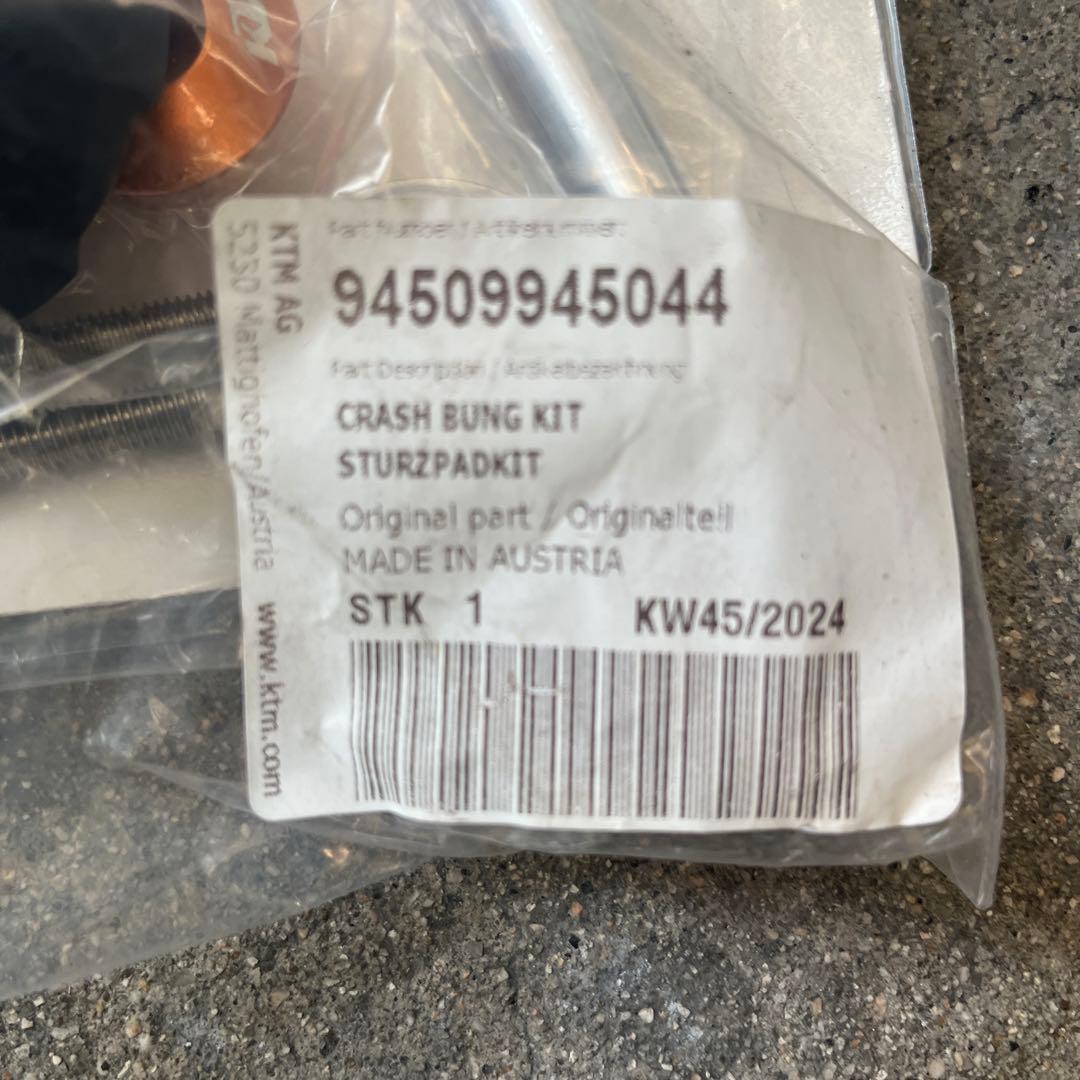 KTM
Part Number / Artikelnummer:
94509945044
Part Description / Artikelbezeichnung
CRASH BUNG KIT
STURZPADKIT
Original part / Originalteil
MADE IN AUSTRIA
STK 1 KW45/2024
KTM AG
5230 Mattighofen/Austria www.ktm.com